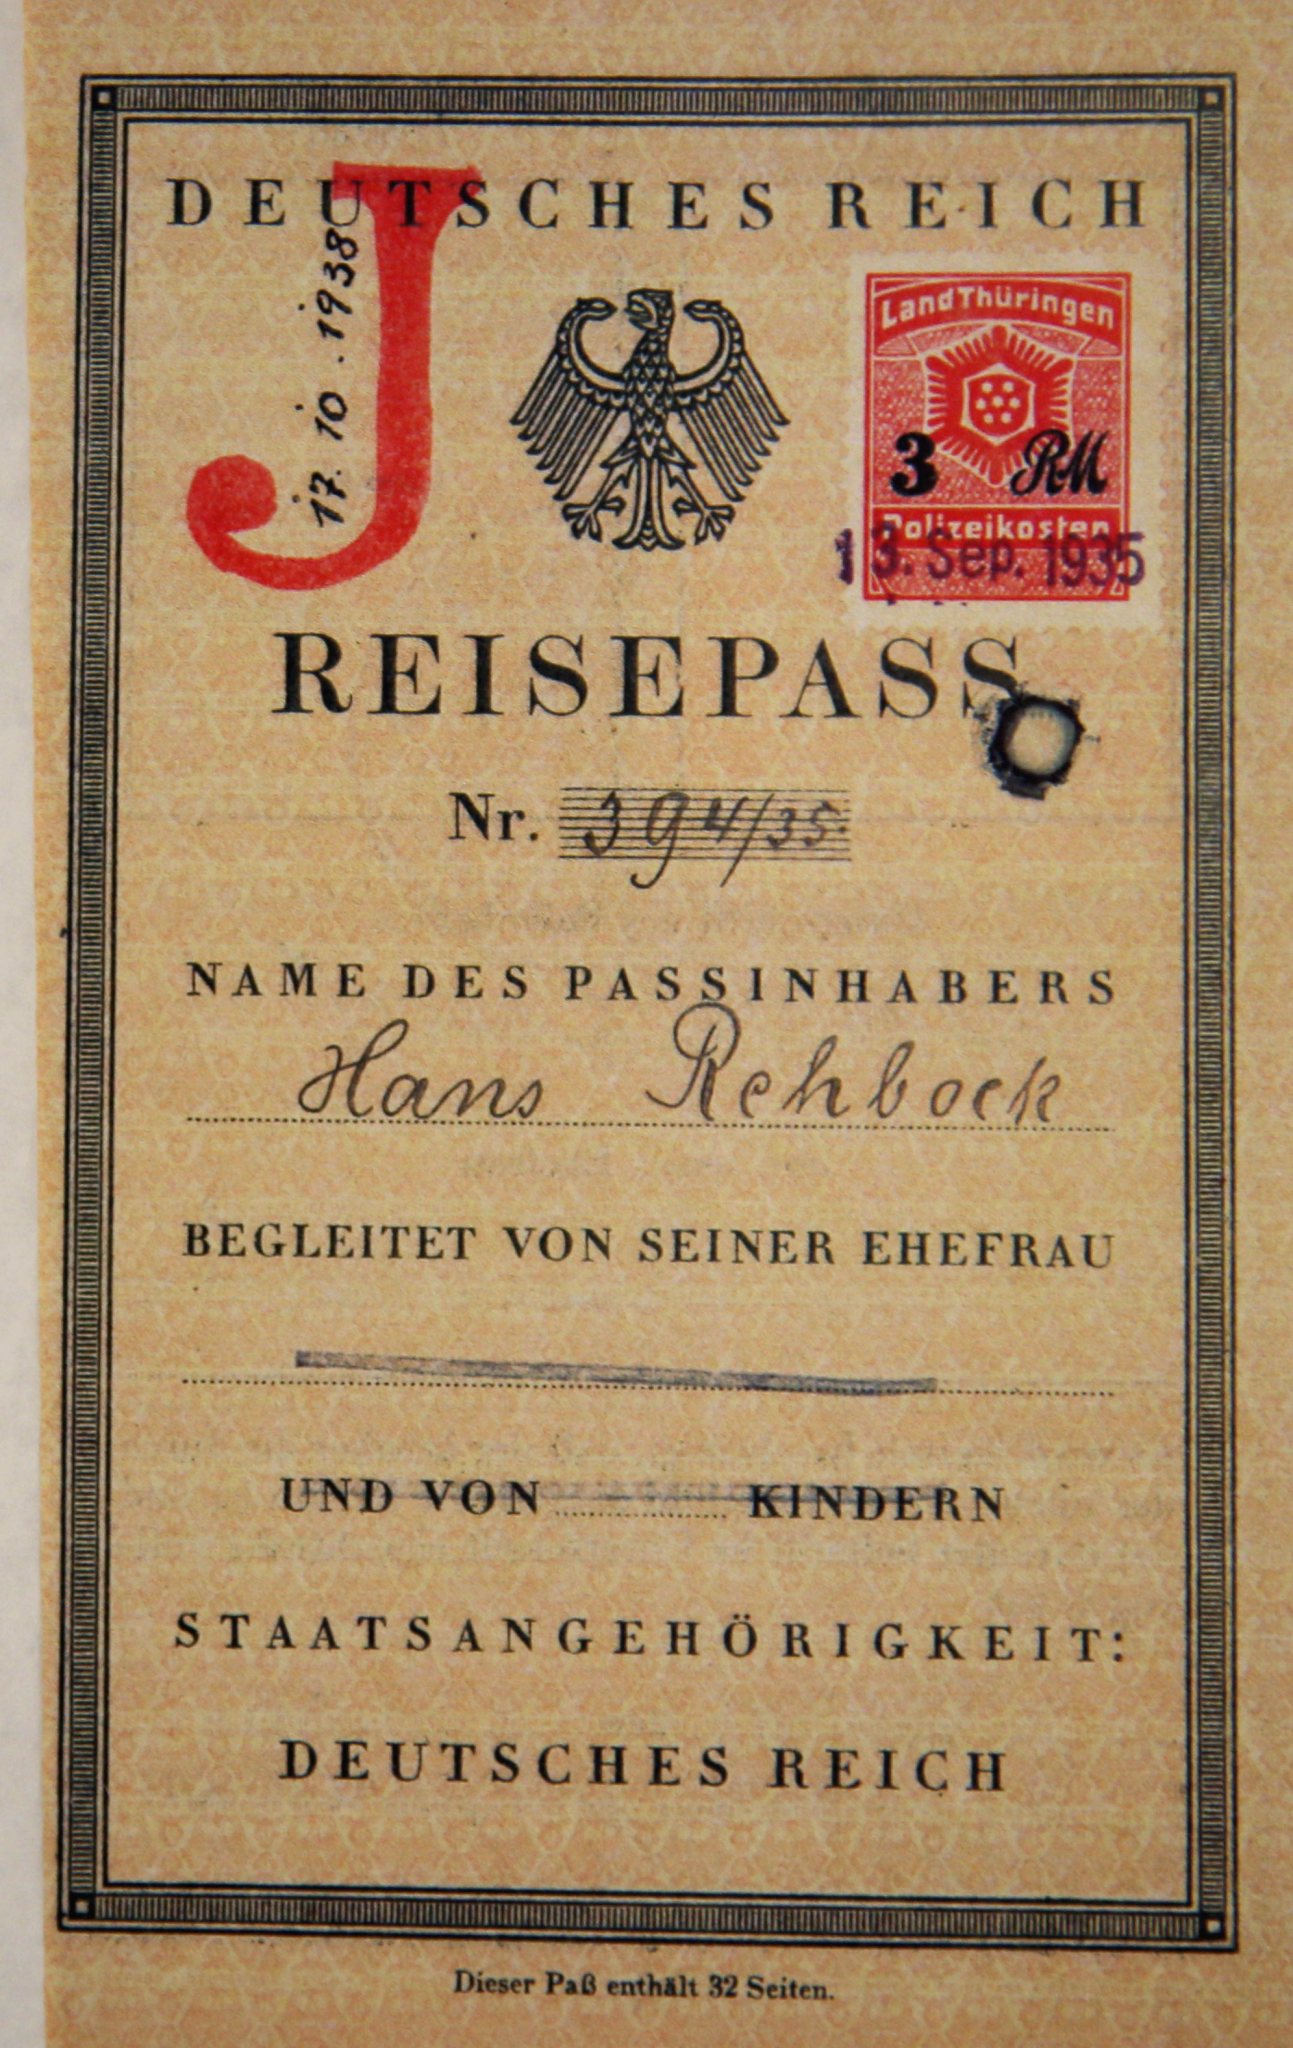 DEUTSCHES REICH
J
17. 10. 1938
Land Thüringen
3 RM
Polizeikosten
13. Sep. 1935
REISEPASS
Nr. 394/35.
NAME DES PASSINHABERS
Hans Rehbock
BEGLEITET VON SEINER EHEFRAU
UND VON KINDERN
STAATSANGEHÖRIGKEIT:
DEUTSCHES REICH
Dieser Paß enthält 32 Seiten.